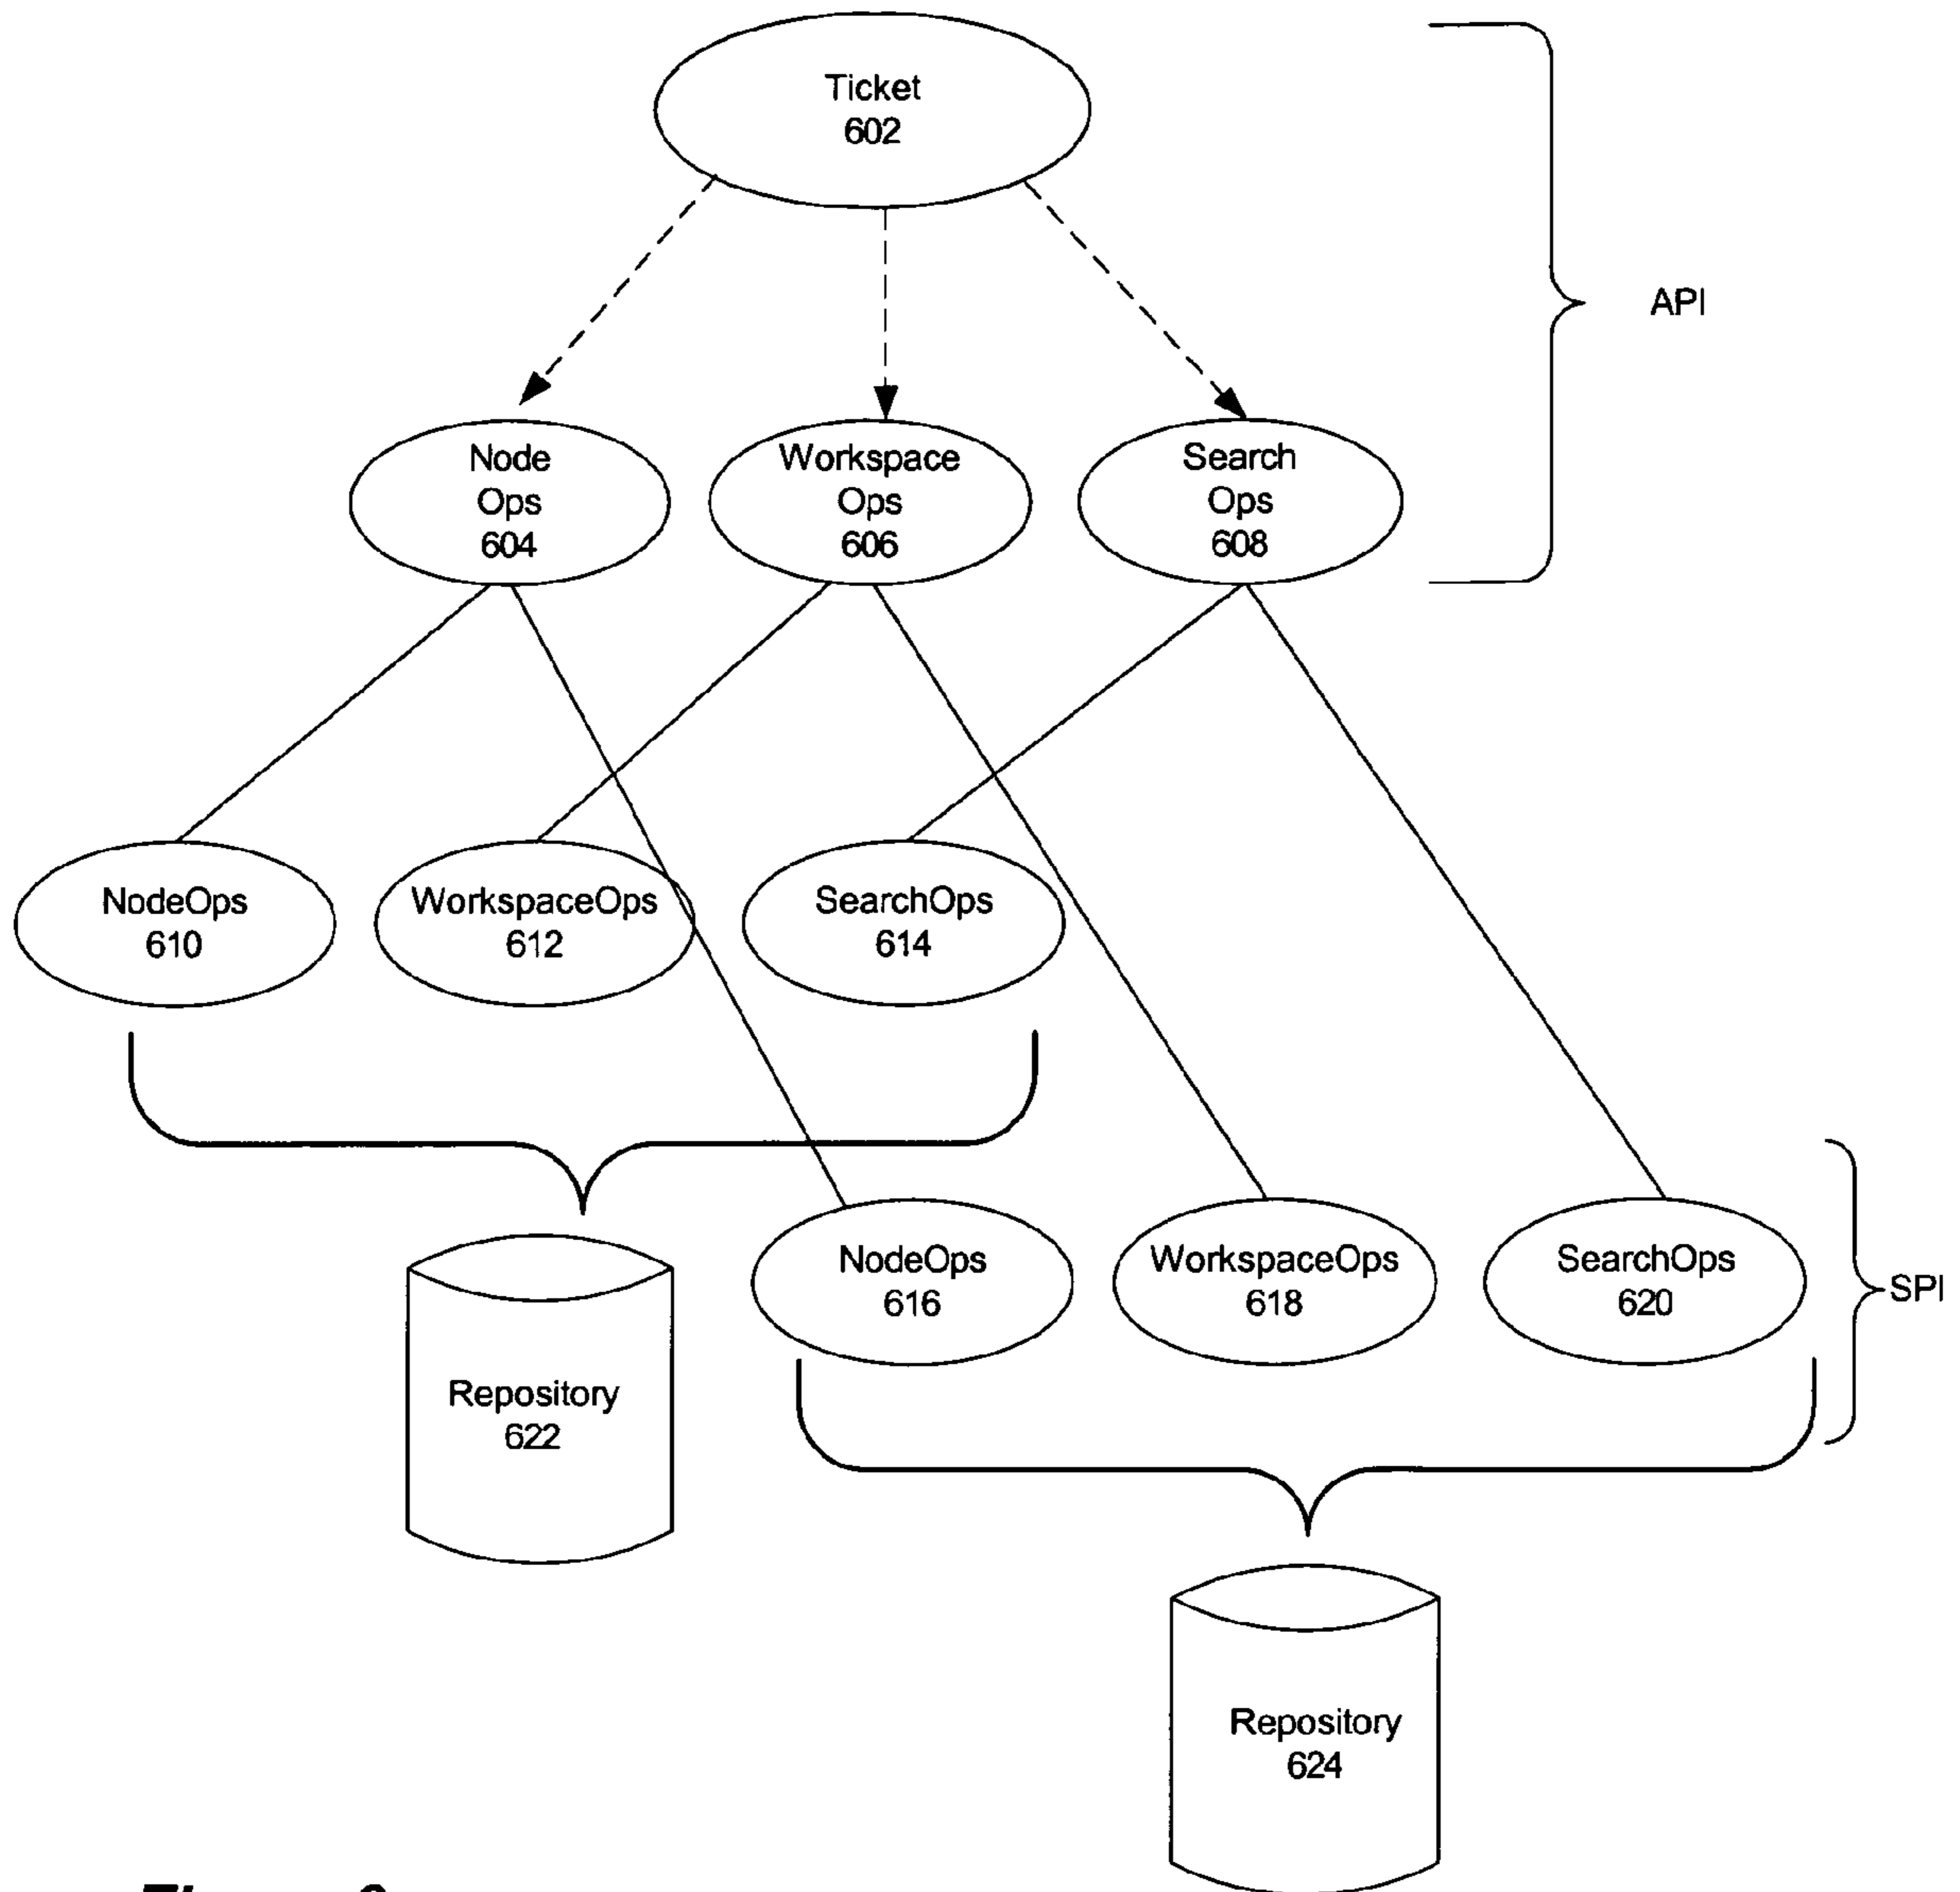 Ticket
602
API
Node
Ops
604
Workspace
Ops
606
Search
Ops
608
NodeOps
610
WorkspaceOps
612
SearchOps
614
NodeOps
616
WorkspaceOps
618
SearchOps
620
SPI
Repository
622
Repository
624